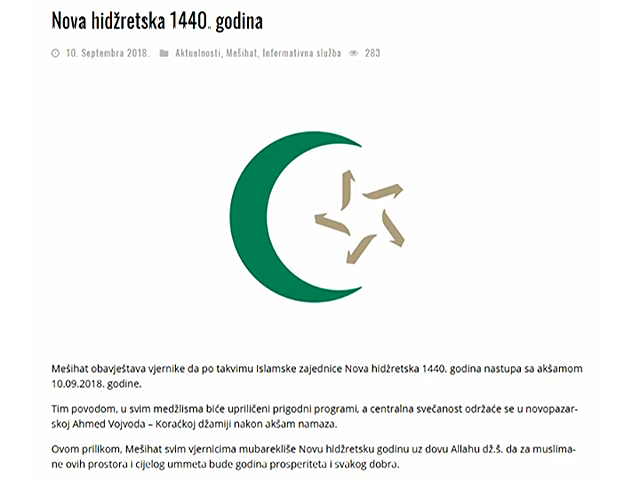 Nova hidžretska 1440. godina
10. Septembra 2018. Aktuelnosti, Mešihat, Informativna služba 283
Mešihat obavještava vjernike da po takvimu Islamske zajednice Nova hidžretska 1440. godina nastupa sa akšamom
10.09.2018. godine.
Tim povodom, u svim medžlisma biće upriličeni prigodni programi, a centralna svečanost održaće se u novopazar-
skoj Ahmed Vojvoda – Koračkoj džamiji nakon akšam namaza.
Ovom prilikom, Mešihat svim vjernicima mubarekliše Novu hidžretsku godinu uz dovu Allahu dž.š. da za muslima-
ne ovih prostora i cijelog ummeta bude godina prosperiteta i svakog dobra.